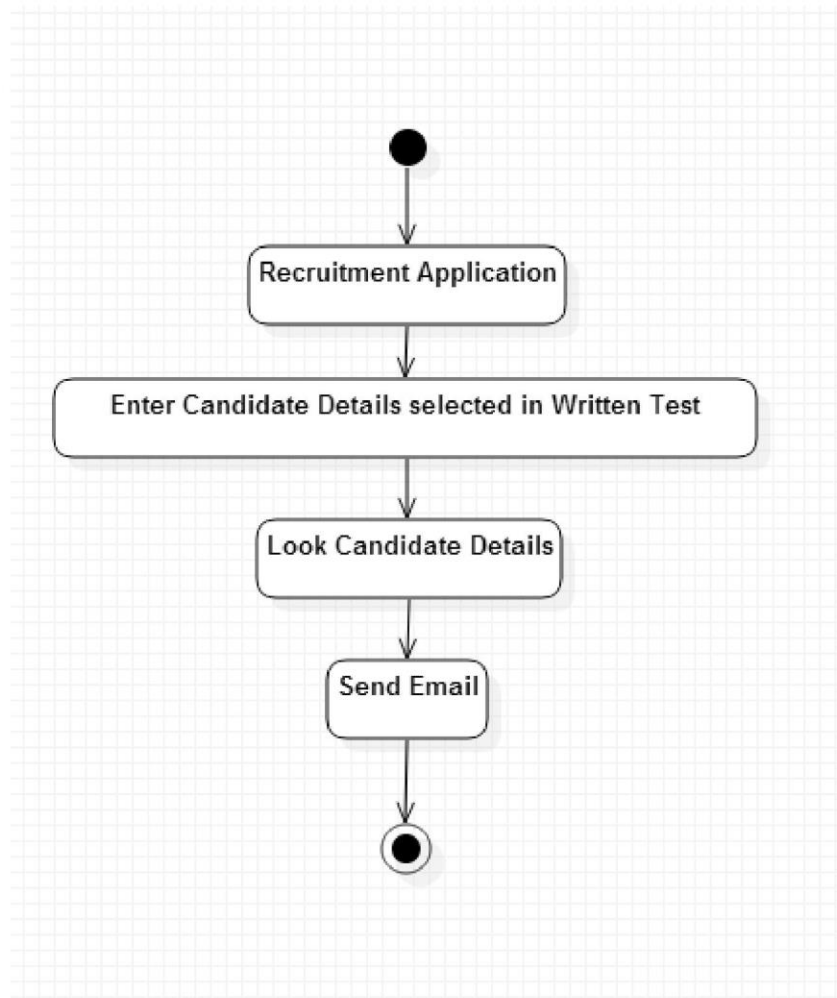 Recruitment Application
Enter Candidate Details selected in Written Test
Look Candidate Details
Send Email